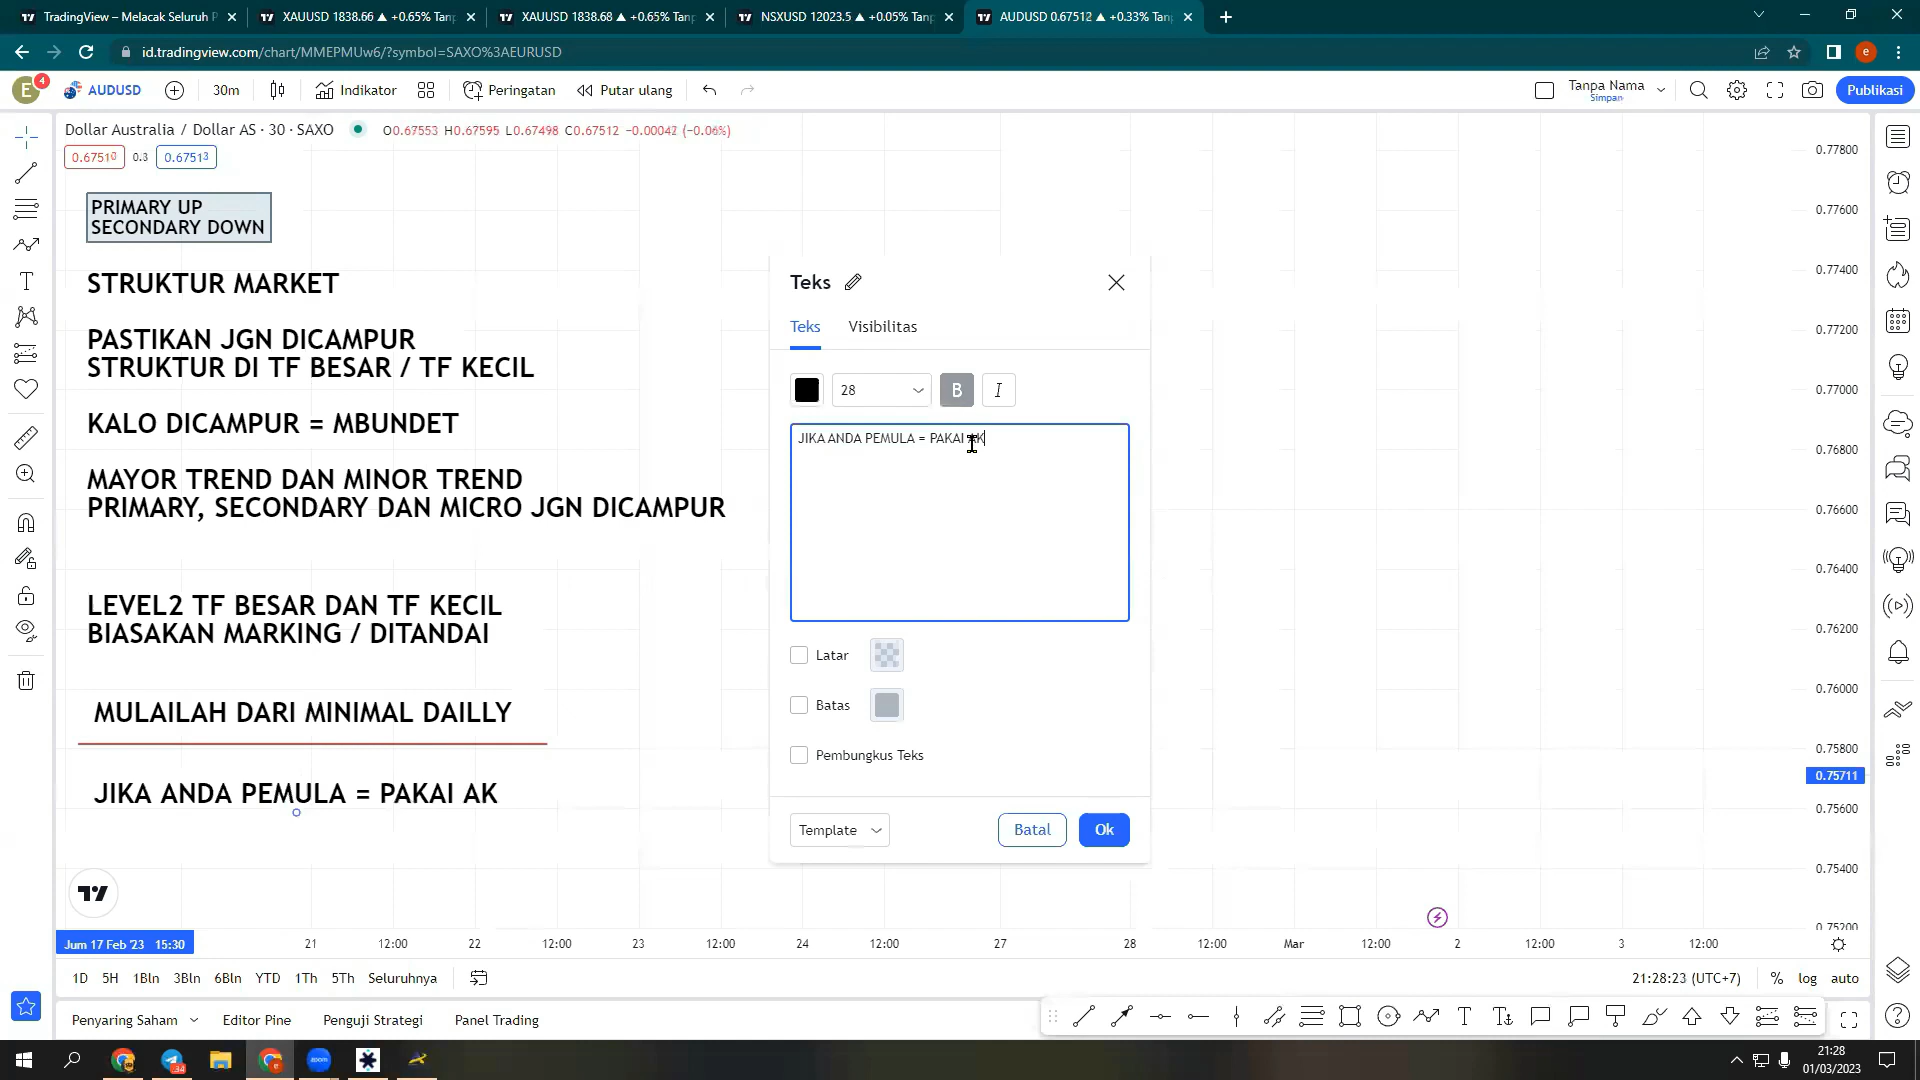 TradingView – Melacak Seluruh P
XAUUSD 1838.66 ▲ +0.65% Tanp
XAUUSD 1838.68 ▲ +0.65% Tanp
NSXUSD 12023.5 ▲ +0.05% Tanp
AUDUSD 0.67512 ▲ +0.33% Tanp
id.tradingview.com/chart/MMEPMUw6/?symbol=SAXO%3AEURUSD
e
E
4
AUDUSD
30m
Indikator
Peringatan
Putar ulang
Tanpa Nama
Simpan
Publikasi
Dollar Australia / Dollar AS · 30 · SAXO
O0.67553 H0.67595 L0.67498 C0.67512 −0.00042 (−0.06%)
0.67510
0.3
0.67513
PRIMARY UP
SECONDARY DOWN
STRUKTUR MARKET
PASTIKAN JGN DICAMPUR
STRUKTUR DI TF BESAR / TF KECIL
KALO DICAMPUR = MBUNDET
MAYOR TREND DAN MINOR TREND
PRIMARY, SECONDARY DAN MICRO JGN DICAMPUR
LEVEL2 TF BESAR DAN TF KECIL
BIASAKAN MARKING / DITANDAI
MULAILAH DARI MINIMAL DAILLY
JIKA ANDA PEMULA = PAKAI AK
Teks
Teks
Visibilitas
28
B
I
JIKA ANDA PEMULA = PAKAI AK
Latar
Batas
Pembungkus Teks
Template
Batal
Ok
0.77800
0.77600
0.77400
0.77200
0.77000
0.76800
0.76600
0.76400
0.76200
0.76000
0.75800
0.75711
0.75600
0.75400
0.75200
Jum 17 Feb '23 15:30
21
12:00
22
12:00
23
12:00
24
12:00
27
28
12:00
Mar
12:00
2
12:00
3
12:00
1D
5H
1Bln
3Bln
6Bln
YTD
1Th
5Th
Seluruhnya
21:28:23 (UTC+7)
%
log
auto
Penyaring Saham
Editor Pine
Penguji Strategi
Panel Trading
zoom
21:28
01/03/2023